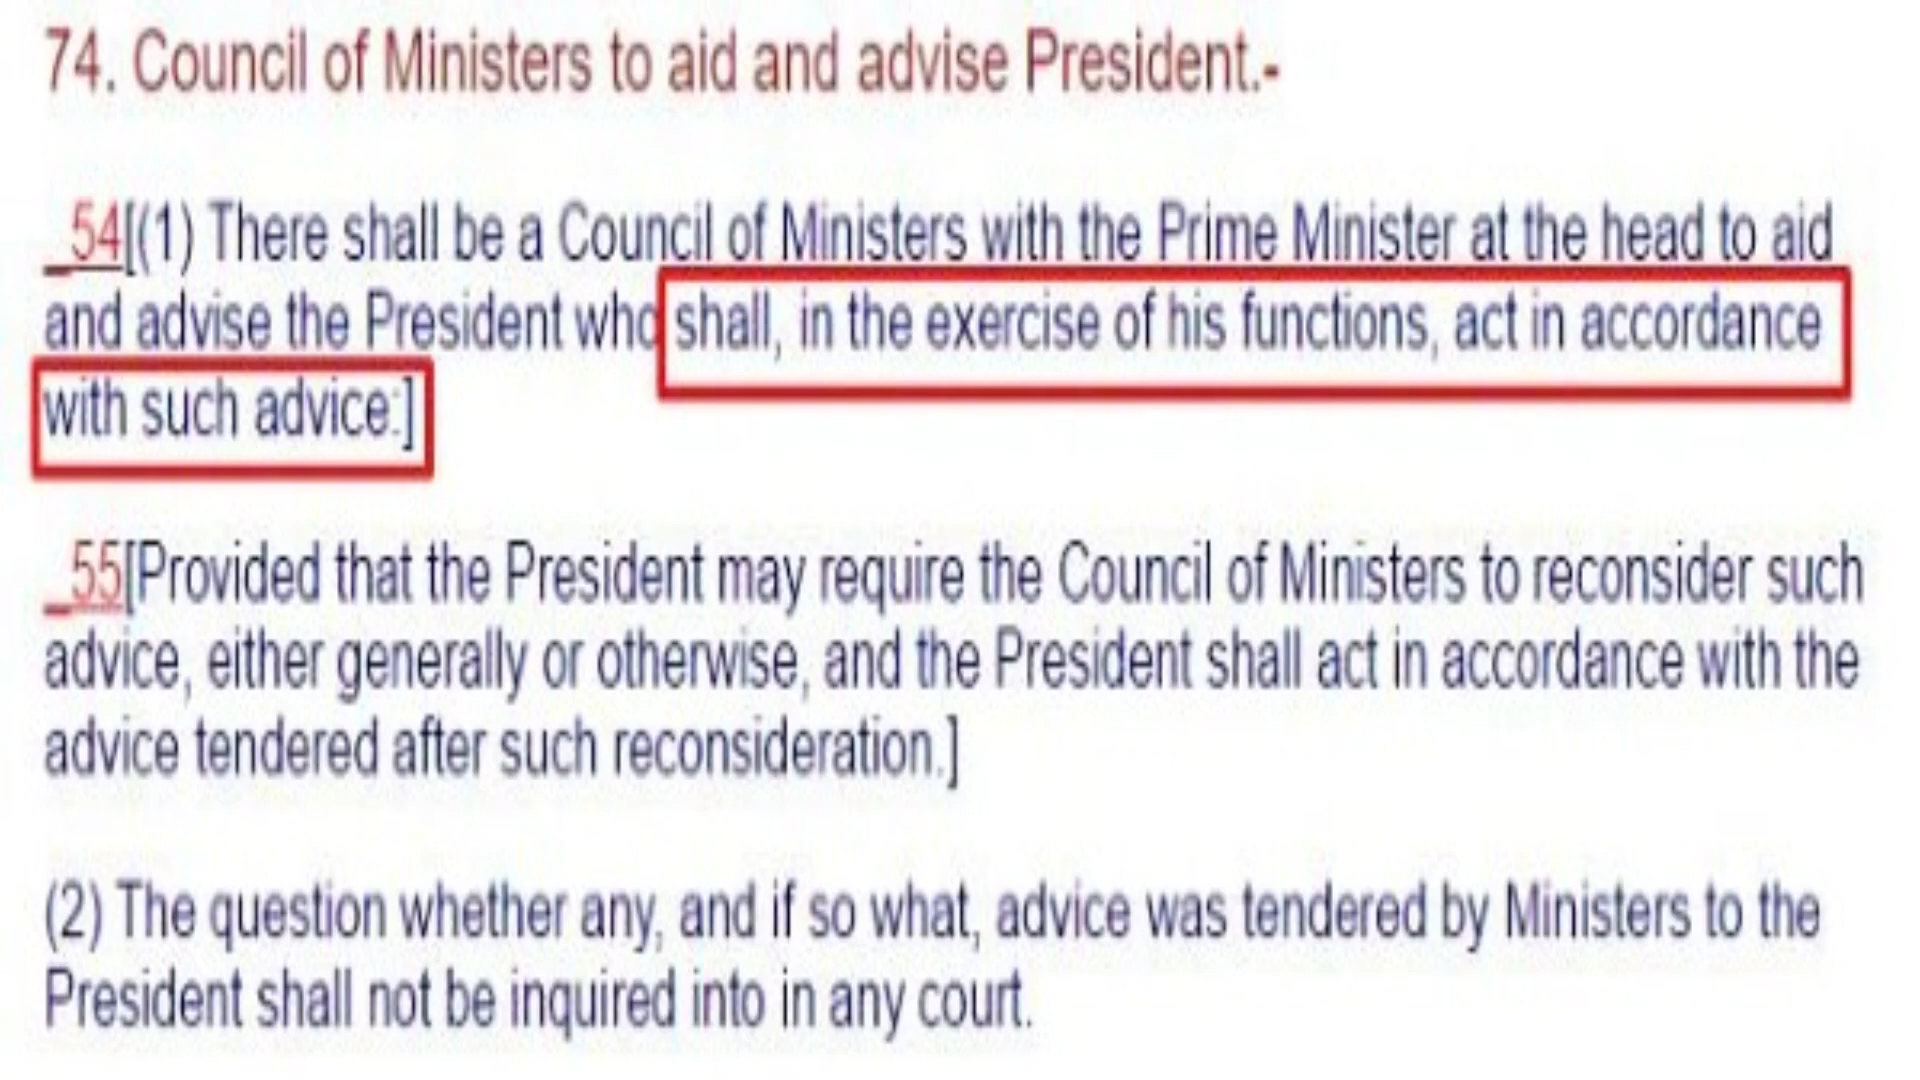 74. Council of Ministers to aid and advise President.-
_54[(1) There shall be a Council of Ministers with the Prime Minister at the head to aid
and advise the President who shall, in the exercise of his functions, act in accordance
with such advice:]
_55[Provided that the President may require the Council of Ministers to reconsider such
advice, either generally or otherwise, and the President shall act in accordance with the
advice tendered after such reconsideration.]
(2) The question whether any, and if so what, advice was tendered by Ministers to the
President shall not be inquired into in any court.